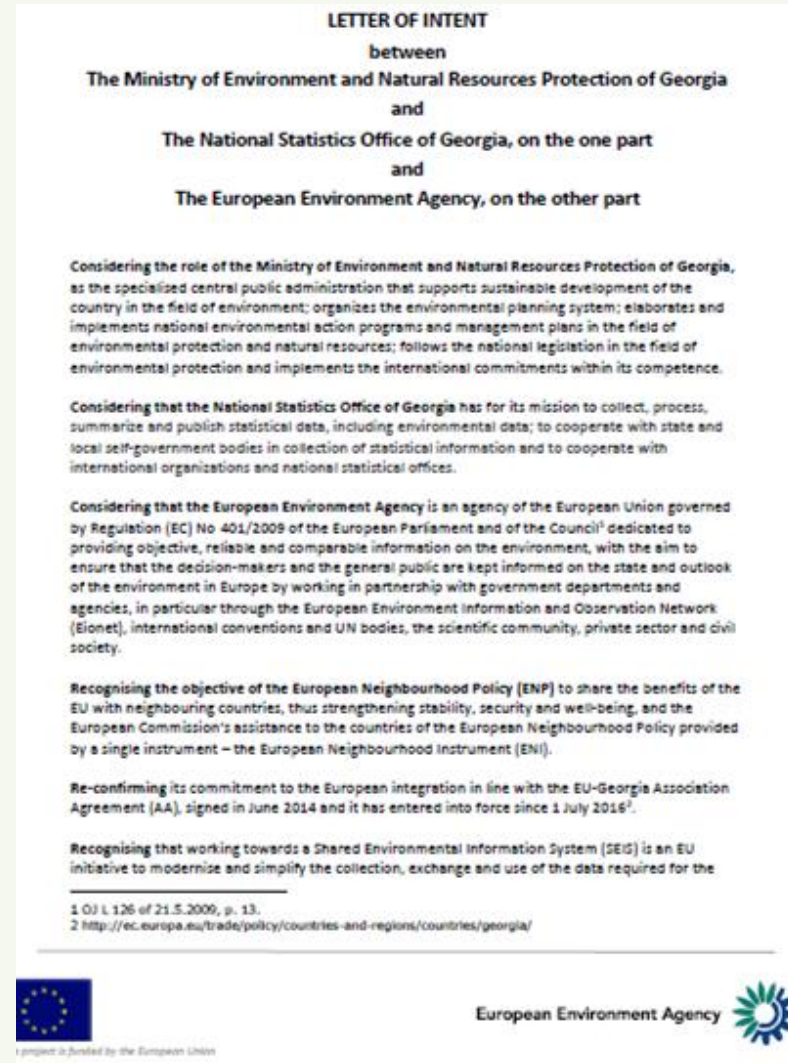 LETTER OF INTENT
between
The Ministry of Environment and Natural Resources Protection of Georgia
and
The National Statistics Office of Georgia, on the one part
and
The European Environment Agency, on the other part
Considering the role of the Ministry of Environment and Natural Resources Protection of Georgia,
as the specialised central public administration that supports sustainable development of the
country in the field of environment; organizes the environmental planning system; elaborates and
implements national environmental action programs and management plans in the field of
environmental protection and natural resources; follows the national legislation in the field of
environmental protection and implements the international commitments within its competence.
Considering that the National Statistics Office of Georgia has for its mission to collect, process,
summarize and publish statistical data, including environmental data; to cooperate with state and
local self-government bodies in collection of statistical information and to cooperate with
international organizations and national statistical offices.
Considering that the European Environment Agency is an agency of the European Union governed
by Regulation (EC) No 401/2009 of the European Parliament and of the Council¹ dedicated to
providing objective, reliable and comparable information on the environment, with the aim to
ensure that the decision-makers and the general public are kept informed on the state and outlook
of the environment in Europe by working in partnership with government departments and
agencies, in particular through the European Environment Information and Observation Network
(Eionet), international conventions and UN bodies, the scientific community, private sector and civil
society.
Recognising the objective of the European Neighbourhood Policy (ENP) to share the benefits of the
EU with neighbouring countries, thus strengthening stability, security and well-being, and the
European Commission's assistance to the countries of the European Neighbourhood Policy provided
by a single instrument – the European Neighbourhood Instrument (ENI).
Re-confirming its commitment to the European integration in line with the EU-Georgia Association
Agreement (AA), signed in June 2014 and it has entered into force since 1 July 2016².
Recognising that working towards a Shared Environmental Information System (SEIS) is an EU
initiative to modernise and simplify the collection, exchange and use of the data required for the
1 OJ L 126 of 21.5.2009, p. 13.
2 http://ec.europa.eu/trade/policy/countries-and-regions/countries/georgia/
European Environment Agency
project is funded by the European Union